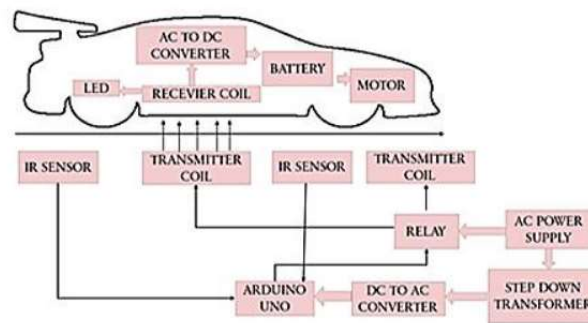 AC TO DC
CONVERTER
BATTERY
LED
RECEVIER COIL
MOTOR
IR SENSOR
TRANSMITTER
COIL
IR SENSOR
TRANSMITTER
COIL
RELAY
AC POWER
SUPPLY
ARDUINO
UNO
DC TO AC
CONVERTER
STEP DOWN
TRANSFORMER